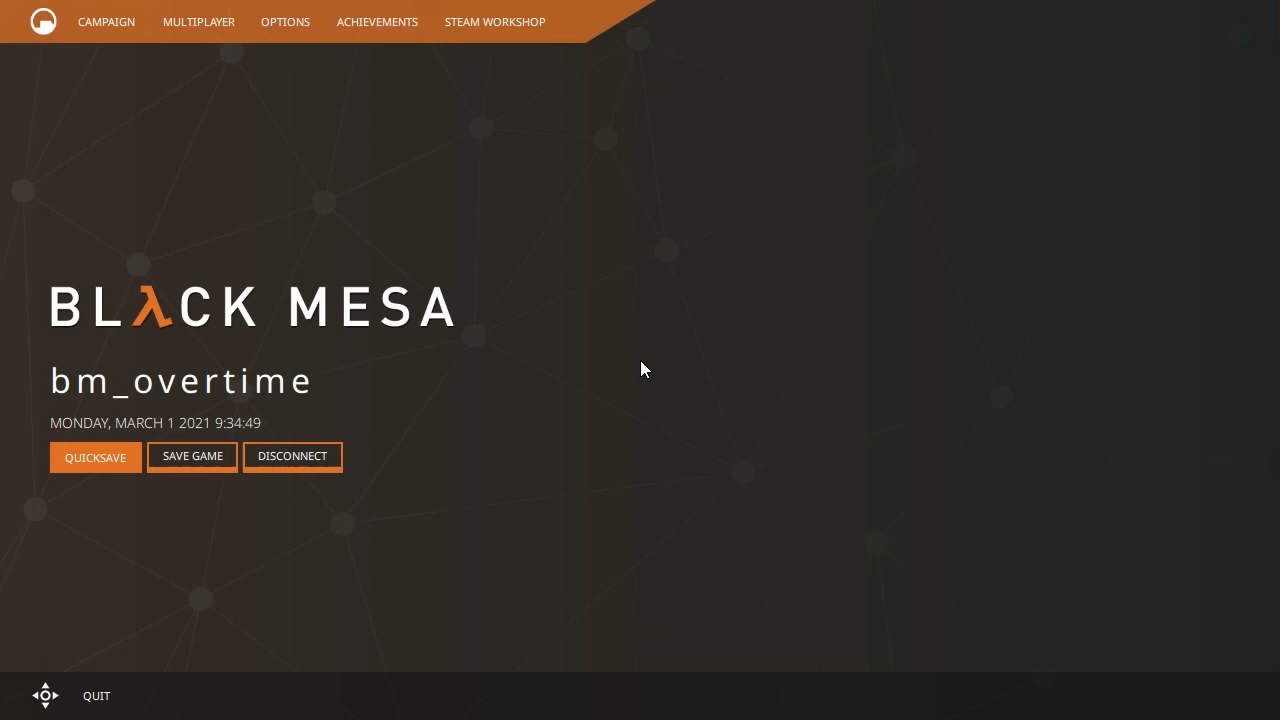 CAMPAIGN MULTIPLAYER OPTIONS ACHIEVEMENTS STEAM WORKSHOP
BLλCK MESA
bm_overtime
MONDAY, MARCH 1 2021 9:34:49
QUICKSAVE SAVE GAME DISCONNECT
QUIT